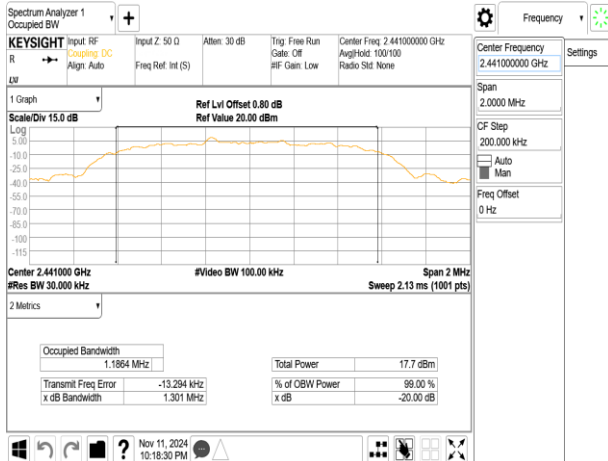 Spectrum Analyzer 1
Occupied BW
KEYSIGHT
R
LXI
Input: RF
Coupling: DC
Align: Auto
Input Z: 50 Ω
Freq Ref: Int (S)
Atten: 30 dB
Trig: Free Run
Gate: Off
#IF Gain: Low
Center Freq: 2.441000000 GHz
Avg|Hold: 100/100
Radio Std: None
1 Graph
Scale/Div 15.0 dB
Ref Lvl Offset 0.80 dB
Ref Value 20.00 dBm
Log
5.00
-10.0
-25.0
-40.0
-55.0
-70.0
-85.0
-100
-115
Center 2.441000 GHz
#Video BW 100.00 kHz
Span 2 MHz
#Res BW 30.000 kHz
Sweep 2.13 ms (1001 pts)
2 Metrics
Occupied Bandwidth
1.1864 MHz
Transmit Freq Error -13.294 kHz
x dB Bandwidth 1.301 MHz
Total Power 17.7 dBm
% of OBW Power 99.00 %
x dB -20.00 dB
?
Nov 11, 2024
10:18:30 PM
Frequency
Center Frequency
2.441000000 GHz
Span
2.0000 MHz
CF Step
200.000 kHz
Auto
Man
Freq Offset
0 Hz
Settings